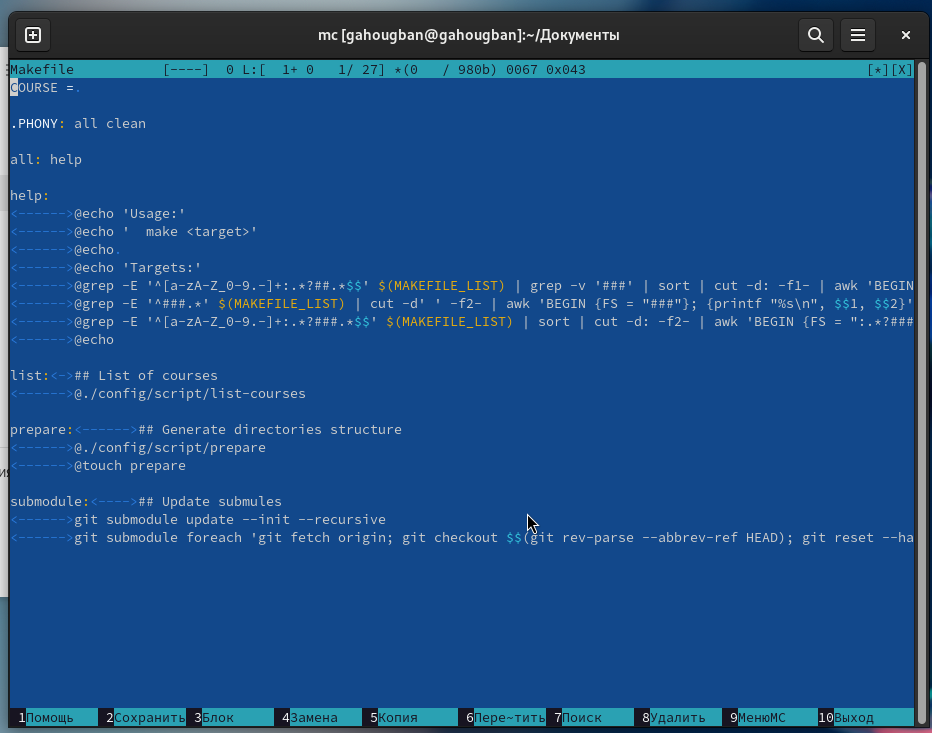 mc [gahougban@gahougban]:~/Документы
Makefile [----] 0 L:[ 1+ 0 1/ 27] *(0 / 980b) 0067 0x043 [*][X]
COURSE =.
.PHONY: all clean
all: help
help:
<------>@echo 'Usage:'
<------>@echo '  make <target>'
<------>@echo.
<------>@echo 'Targets:'
<------>@grep -E '^[a-zA-Z_0-9.-]+:.*?##.*$$' $(MAKEFILE_LIST) | grep -v '###' | sort | cut -d: -f1- | awk 'BEGIN
<------>@grep -E '^###.*' $(MAKEFILE_LIST) | cut -d' ' -f2- | awk 'BEGIN {FS = "###"}; {printf "%s\n", $$1, $$2}'
<------>@grep -E '^[a-zA-Z_0-9.-]+:.*?###.*$$' $(MAKEFILE_LIST) | sort | cut -d: -f2- | awk 'BEGIN {FS = ":.*?###
<------>@echo
list:<->## List of courses
<------>@./config/script/list-courses
prepare:<------>## Generate directories structure
<------>@./config/script/prepare
<------>@touch prepare
submodule:<---->## Update submules
<------>git submodule update --init --recursive
<------>git submodule foreach 'git fetch origin; git checkout $$(git rev-parse --abbrev-ref HEAD); git reset --ha
1Помощь 2Сохранить 3Блок 4Замена 5Копия 6Пере~тить 7Поиск 8Удалить 9МенюMC 10Выход